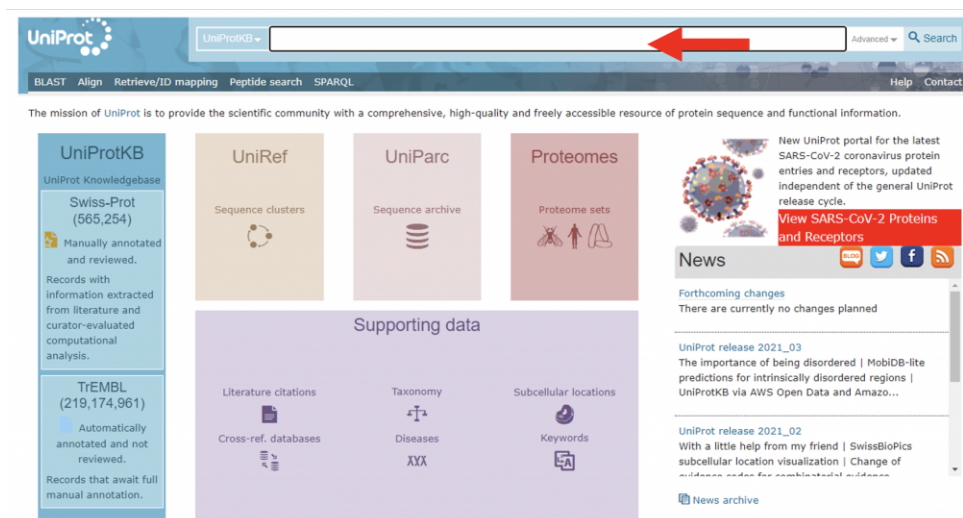 UniProt
UniProtKB
Advanced
Search
BLAST Align Retrieve/ID mapping Peptide search SPARQL
Help Contact
The mission of UniProt is to provide the scientific community with a comprehensive, high-quality and freely accessible resource of protein sequence and functional information.
UniProtKB
UniProt Knowledgebase
Swiss-Prot
(565,254)
Manually annotated
and reviewed.
Records with
information extracted
from literature and
curator-evaluated
computational
analysis.
TrEMBL
(219,174,961)
Automatically
annotated and not
reviewed.
Records that await full
manual annotation.
UniRef
Sequence clusters
UniParc
Sequence archive
Proteomes
Proteome sets
Supporting data
Literature citations
Taxonomy
Subcellular locations
Cross-ref. databases
Diseases
Keywords
New UniProt portal for the latest
SARS-CoV-2 coronavirus protein
entries and receptors, updated
independent of the general UniProt
release cycle.
View SARS-CoV-2 Proteins
and Receptors
News
BLOG
Forthcoming changes
There are currently no changes planned
UniProt release 2021_03
The importance of being disordered | MobiDB-lite
predictions for intrinsically disordered regions |
UniProtKB via AWS Open Data and Amazo...
UniProt release 2021_02
With a little help from my friend | SwissBioPics
subcellular location visualization | Change of
evidence codes for combinatorial evidence
News archive